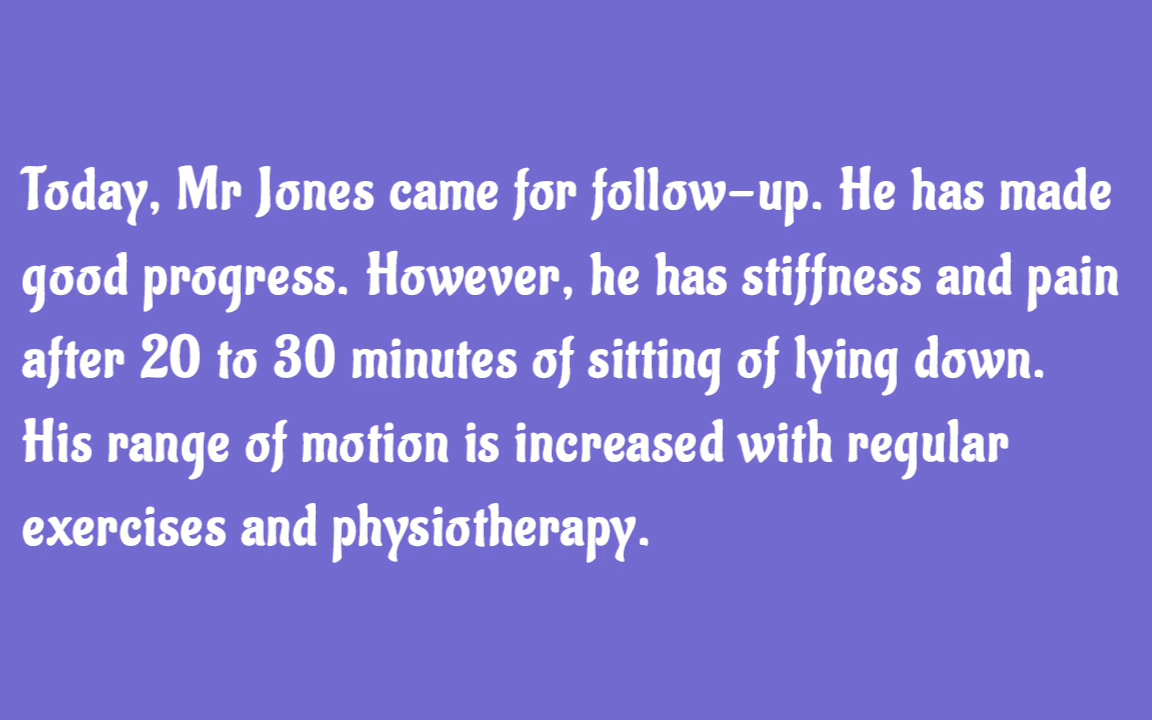 Today, Mr Jones came for follow-up. He has made
good progress. However, he has stiffness and pain
after 20 to 30 minutes of sitting of lying down.
His range of motion is increased with regular
exercises and physiotherapy.